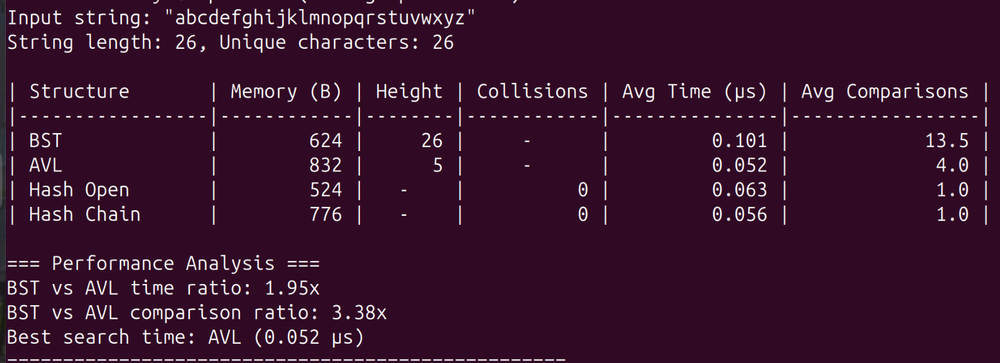 Input string: "abcdefghijklmnopqrstuvwxyz"
String length: 26, Unique characters: 26
| Structure | Memory (B) | Height | Collisions | Avg Time (µs) | Avg Comparisons |
|-----------------|------------|--------|------------|---------------|-----------------|
| BST | 624 | 26 | - | 0.101 | 13.5 |
| AVL | 832 | 5 | - | 0.052 | 4.0 |
| Hash Open | 524 | - | 0 | 0.063 | 1.0 |
| Hash Chain | 776 | - | 0 | 0.056 | 1.0 |
=== Performance Analysis ===
BST vs AVL time ratio: 1.95x
BST vs AVL comparison ratio: 3.38x
Best search time: AVL (0.052 µs)